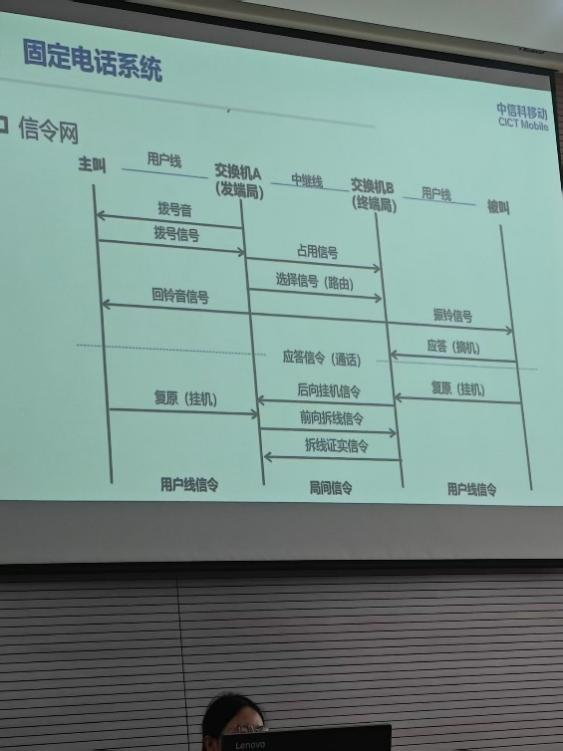 固定电话系统
中信科移动
CICT Mobile
信令网
主叫
用户线
交换机A
(发端局)
中继线
交换机B
(终端局)
用户线
被叫
拨号音
拨号信号
占用信号
选择信号（路由）
回铃音信号
振铃信号
应答（摘机）
应答信令（通话）
复原（挂机）
后向挂机信令
复原（挂机）
前向拆线信令
拆线证实信令
用户线信令
局间信令
用户线信令
Lenovo